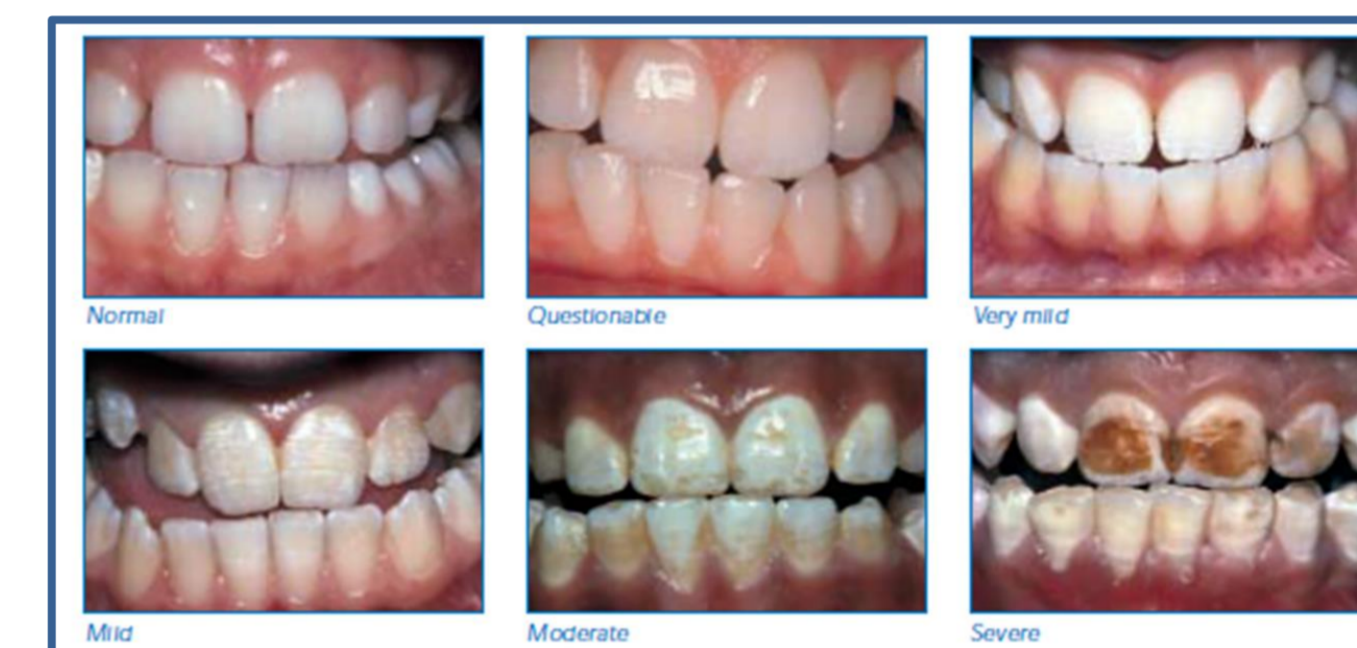 Normal
Questionable
Very mild
Mild
Moderate
Severe